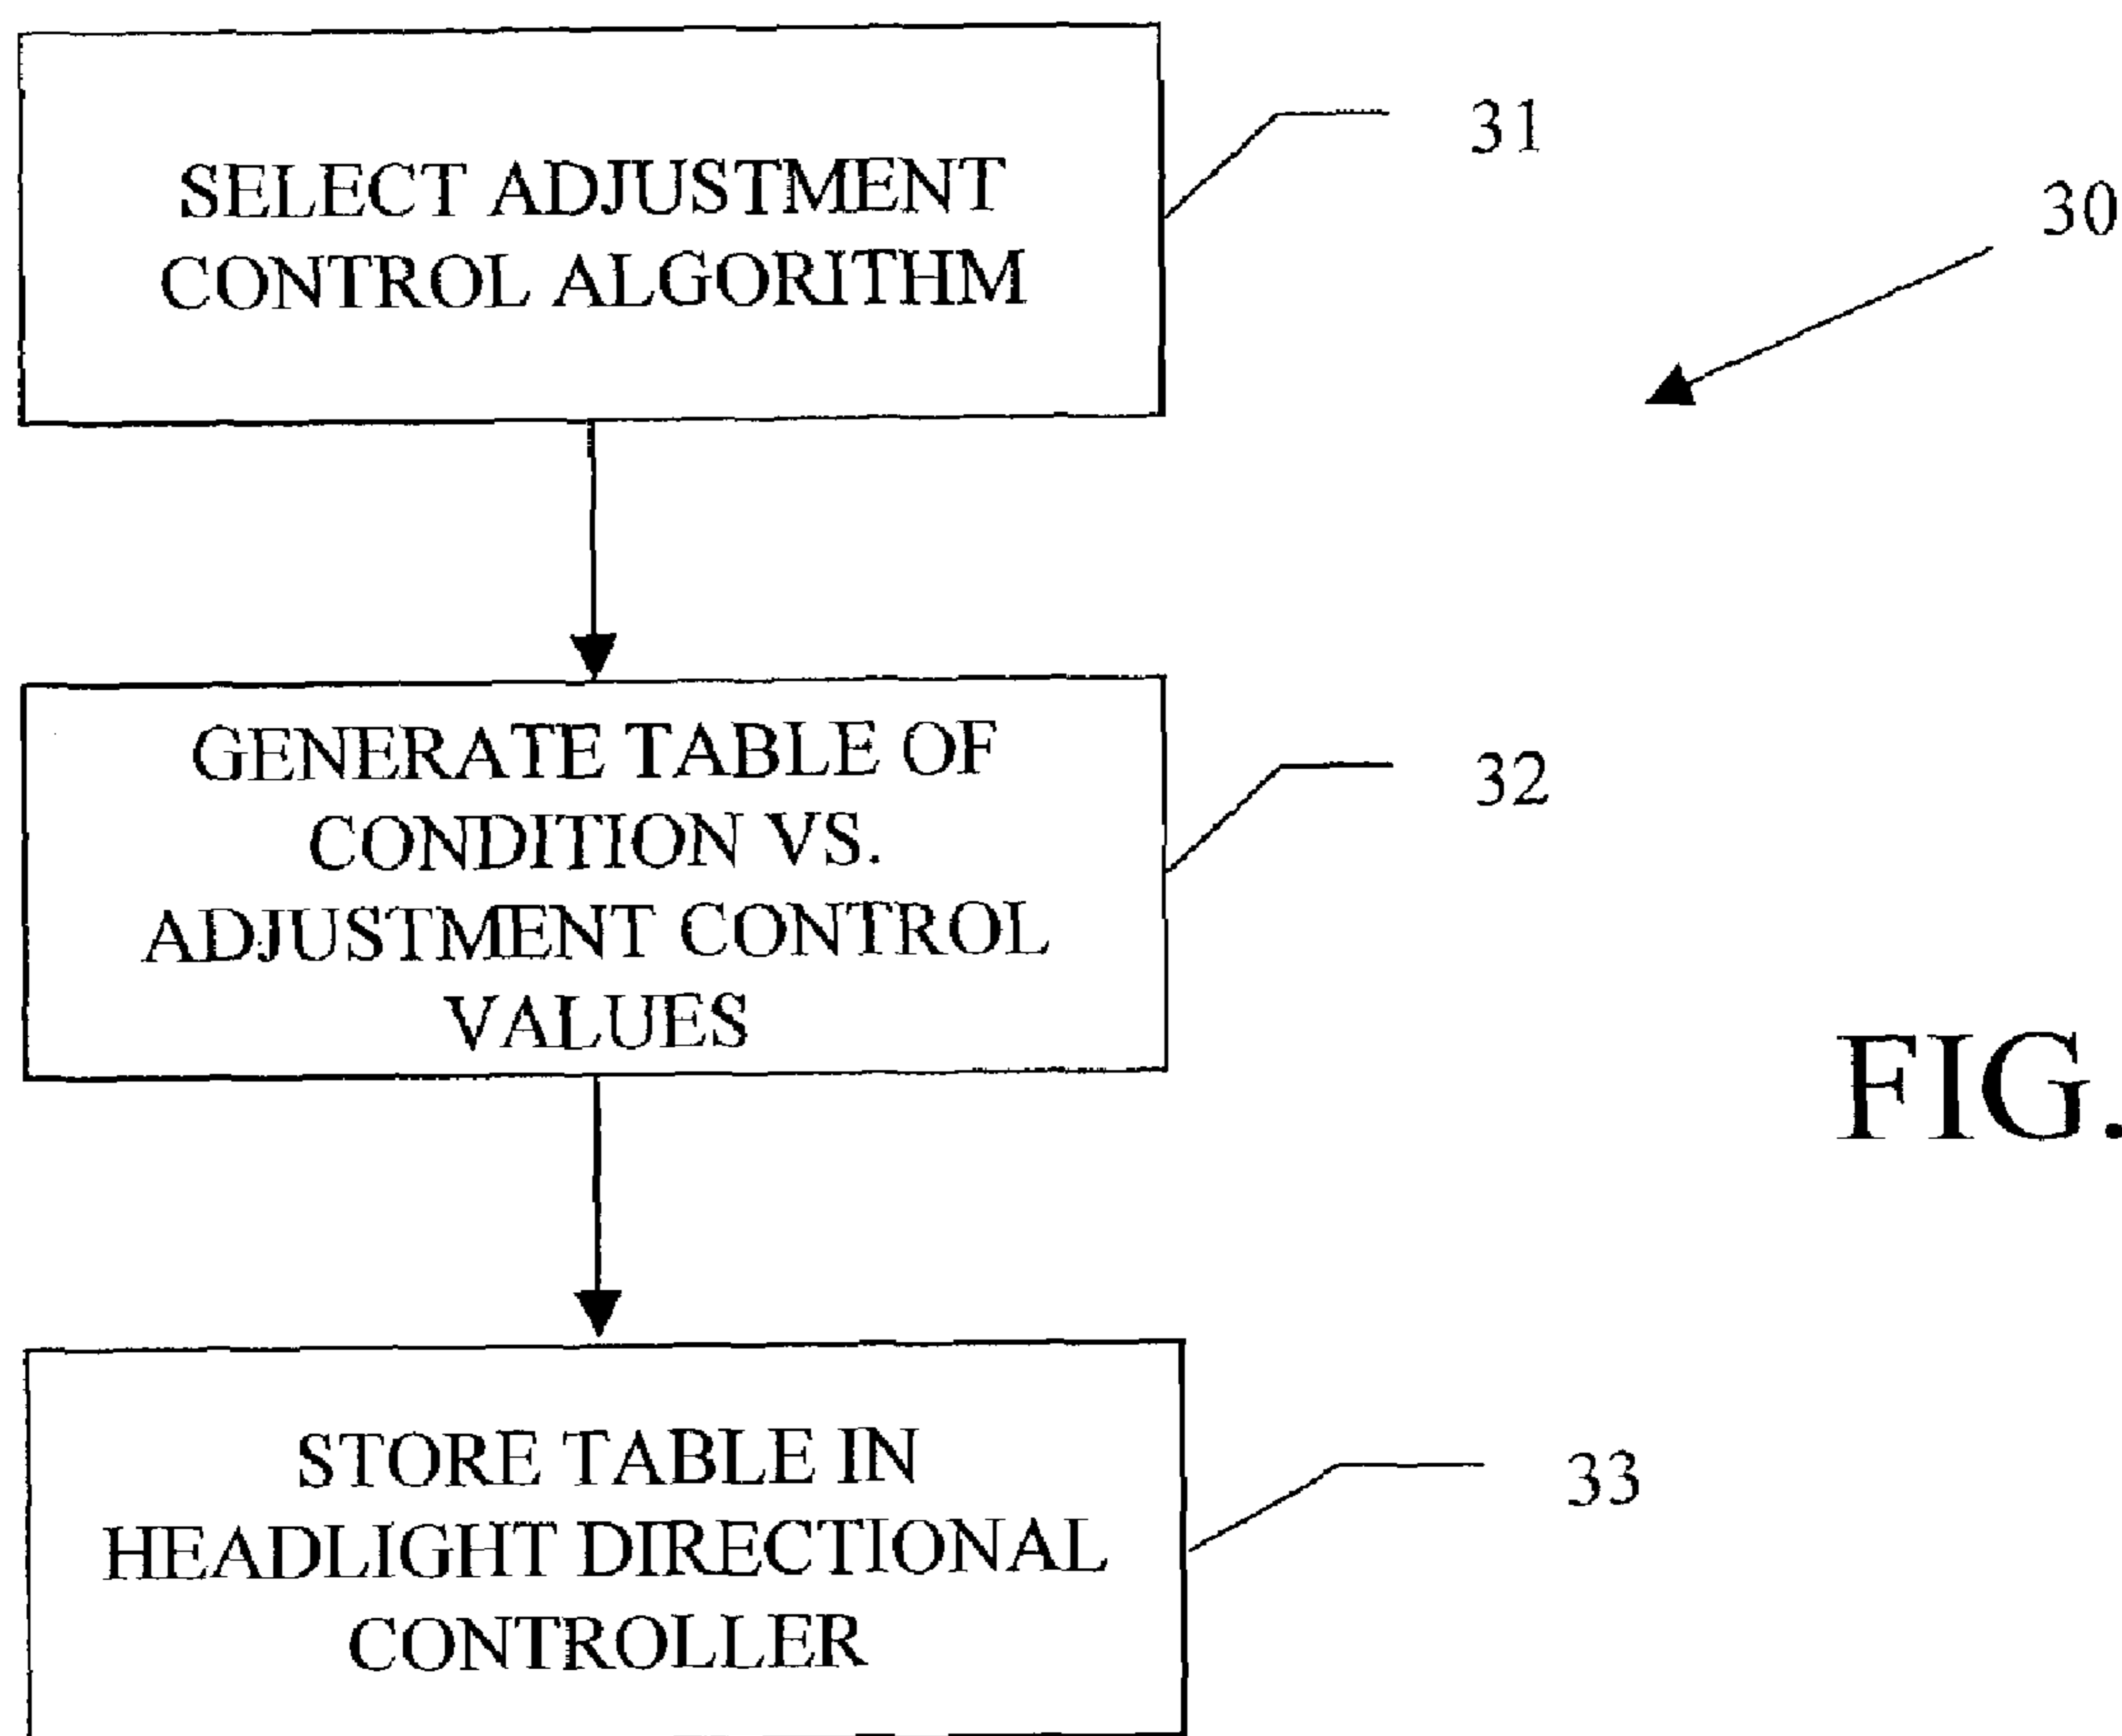 SELECT ADJUSTMENT
CONTROL ALGORITHM
31
30
GENERATE TABLE OF
CONDITION VS.
ADJUSTMENT CONTROL
VALUES
32
FIG.
STORE TABLE IN
HEADLIGHT DIRECTIONAL
CONTROLLER
33